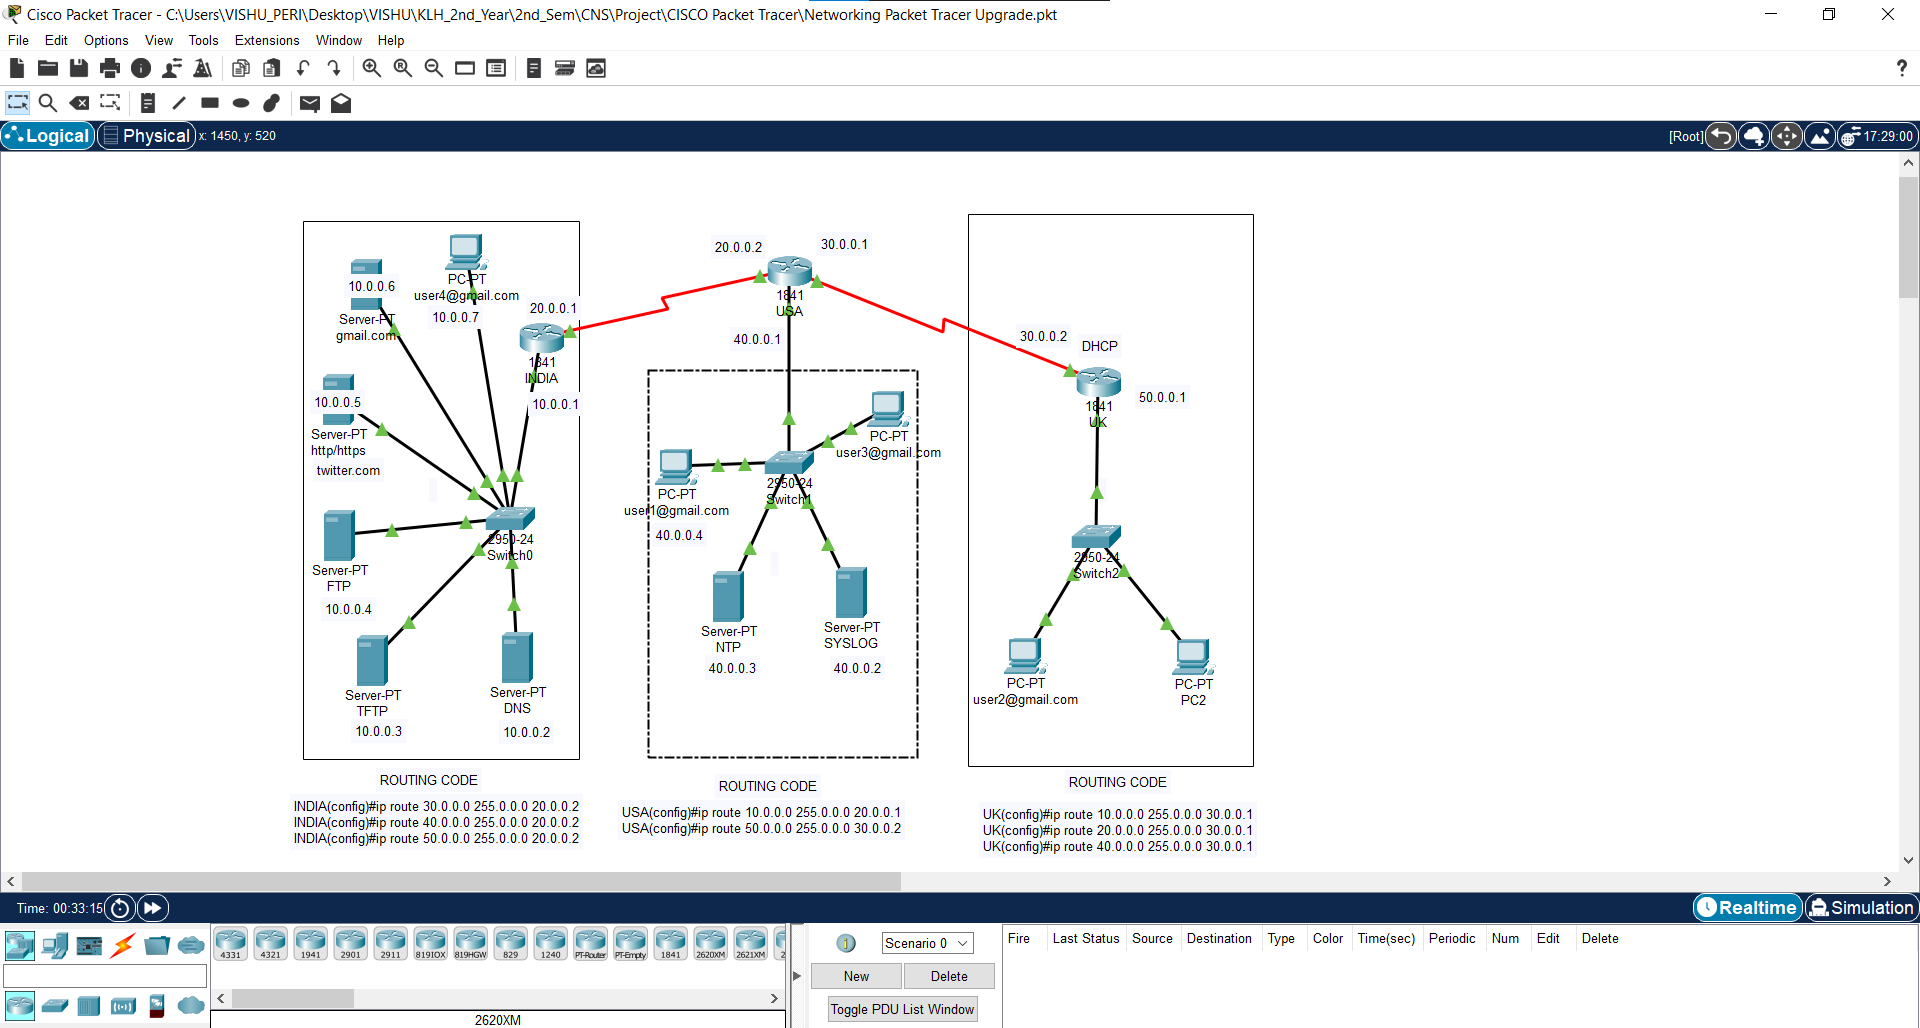 Cisco Packet Tracer - C:\Users\VISHU_PERI\Desktop\VISHU\KLH_2nd_Year\2nd_Sem\CNS\Project\CISCO Packet Tracer\Networking Packet Tracer Upgrade.pkt
File Edit Options View Tools Extensions Window Help
Logical Physical x: 1450, y: 520 [Root] 17:29:00
10.0.0.6
Server-PT
gmail.com
PC-PT
user4@gmail.com
10.0.0.7
20.0.0.1
1841
INDIA
10.0.0.1
10.0.0.5
Server-PT
http/https
twitter.com
2950-24
Switch0
Server-PT
FTP
10.0.0.4
Server-PT
TFTP
10.0.0.3
Server-PT
DNS
10.0.0.2
ROUTING CODE
INDIA(config)#ip route 30.0.0.0 255.0.0.0 20.0.0.2
INDIA(config)#ip route 40.0.0.0 255.0.0.0 20.0.0.2
INDIA(config)#ip route 50.0.0.0 255.0.0.0 20.0.0.2
20.0.0.2
30.0.0.1
1841
USA
40.0.0.1
PC-PT
user3@gmail.com
2950-24
Switch1
PC-PT
user1@gmail.com
40.0.0.4
Server-PT
NTP
40.0.0.3
Server-PT
SYSLOG
40.0.0.2
ROUTING CODE
USA(config)#ip route 10.0.0.0 255.0.0.0 20.0.0.1
USA(config)#ip route 50.0.0.0 255.0.0.0 30.0.0.2
30.0.0.2
DHCP
1841
UK
50.0.0.1
2950-24
Switch2
PC-PT
user2@gmail.com
PC-PT
PC2
ROUTING CODE
UK(config)#ip route 10.0.0.0 255.0.0.0 30.0.0.1
UK(config)#ip route 20.0.0.0 255.0.0.0 30.0.0.1
UK(config)#ip route 40.0.0.0 255.0.0.0 30.0.0.1
Time: 00:33:15 Realtime Simulation
4331 4321 1941 2901 2911 819IOX 819HGW 829 1240 PT-Router PT-Empty 1841 2620XM 2621XM 2
2620XM
Scenario 0
New Delete
Toggle PDU List Window
Fire Last Status Source Destination Type Color Time(sec) Periodic Num Edit Delete